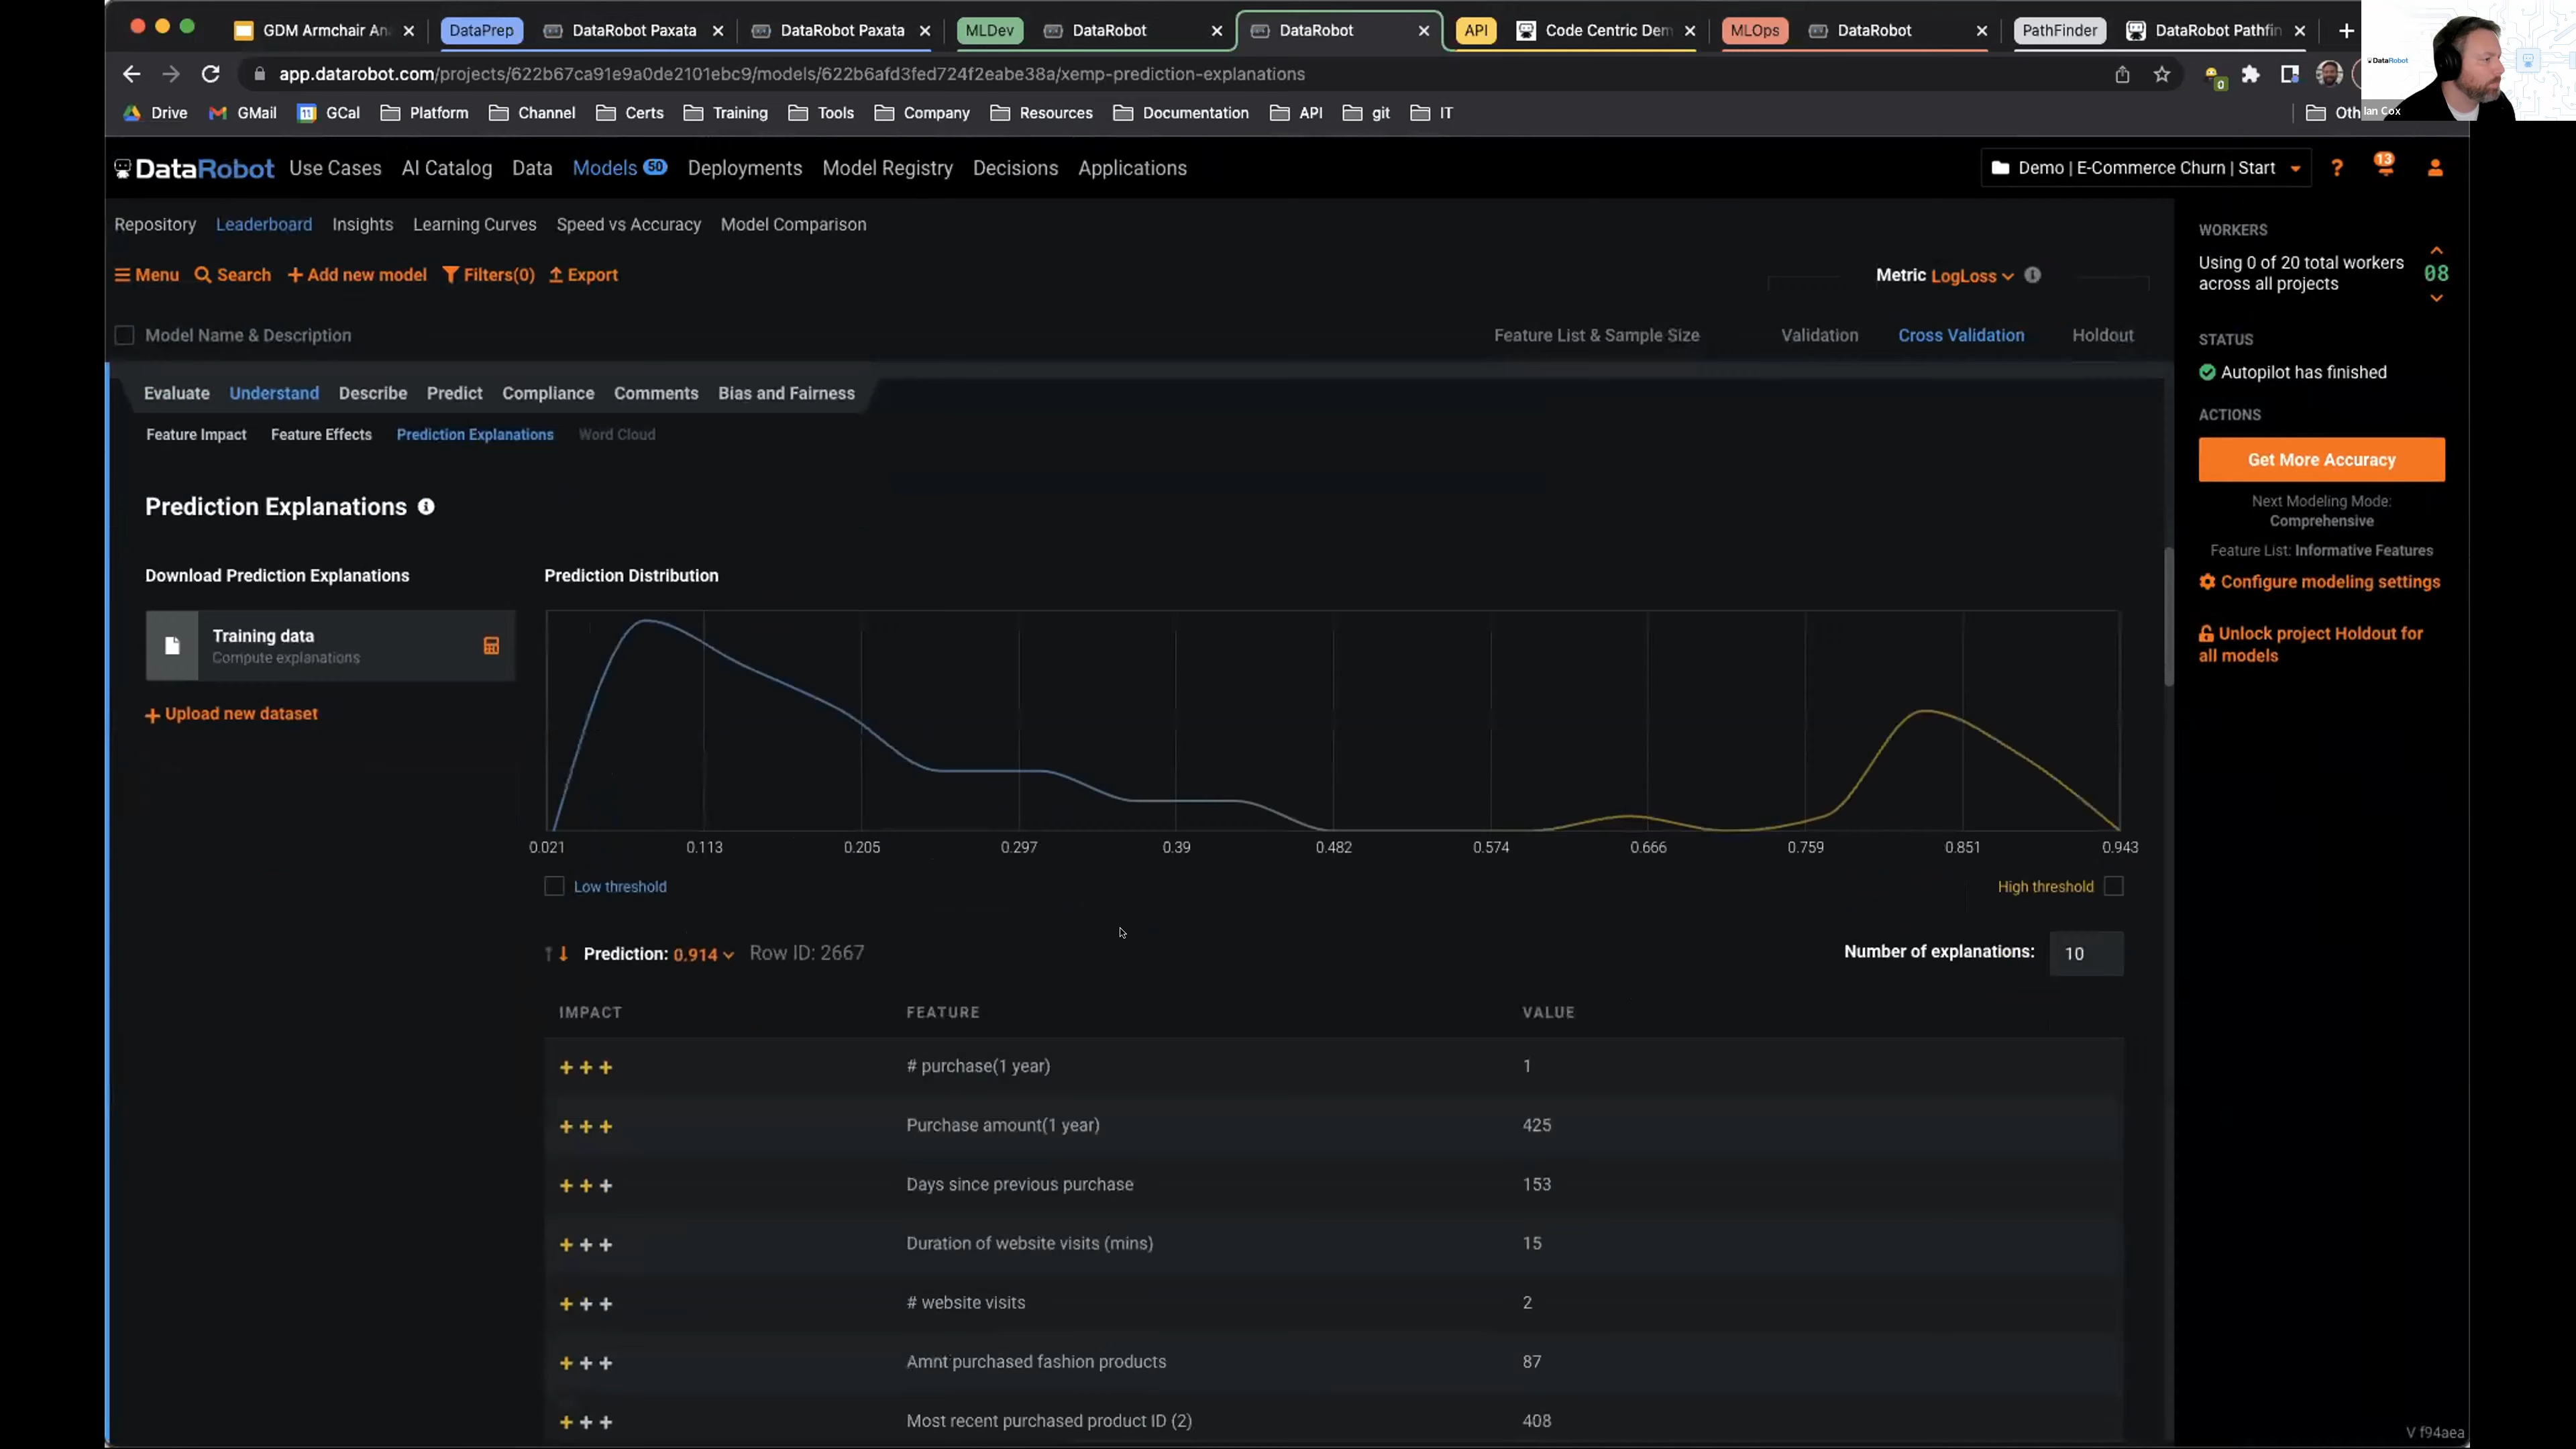 GDM Armchair An
DataPrep
DataRobot Paxata
DataRobot Paxata
MLDev
DataRobot
DataRobot
API
Code Centric Dem
MLOps
DataRobot
PathFinder
DataRobot Pathfin
app.datarobot.com/projects/622b67ca91e9a0de2101ebc9/models/622b6afd3fed724f2eabe38a/xemp-prediction-explanations
0
DataRobot
Ian Cox
Drive GMail GCal Platform Channel Certs Training Tools Company Resources Documentation API git IT Oth
DataRobot Use Cases AI Catalog Data Models 50 Deployments Model Registry Decisions Applications
Demo | E-Commerce Churn | Start ? 13
Repository Leaderboard Insights Learning Curves Speed vs Accuracy Model Comparison
Menu Search + Add new model Filters(0) Export
Metric LogLoss
Model Name & Description Feature List & Sample Size Validation Cross Validation Holdout
Evaluate Understand Describe Predict Compliance Comments Bias and Fairness
Feature Impact Feature Effects Prediction Explanations Word Cloud
Prediction Explanations
Download Prediction Explanations
Training data
Compute explanations
+ Upload new dataset
Prediction Distribution
0.021 0.113 0.205 0.297 0.39 0.482 0.574 0.666 0.759 0.851 0.943
Low threshold High threshold
Prediction: 0.914 Row ID: 2667 Number of explanations: 10
IMPACT FEATURE VALUE
+++ # purchase(1 year) 1
+++ Purchase amount(1 year) 425
+++ Days since previous purchase 153
+++ Duration of website visits (mins) 15
+++ # website visits 2
+++ Amnt purchased fashion products 87
+++ Most recent purchased product ID (2) 408
WORKERS
Using 0 of 20 total workers
across all projects
08
STATUS
Autopilot has finished
ACTIONS
Get More Accuracy
Next Modeling Mode:
Comprehensive
Feature List: Informative Features
Configure modeling settings
Unlock project Holdout for
all models
V f94aea